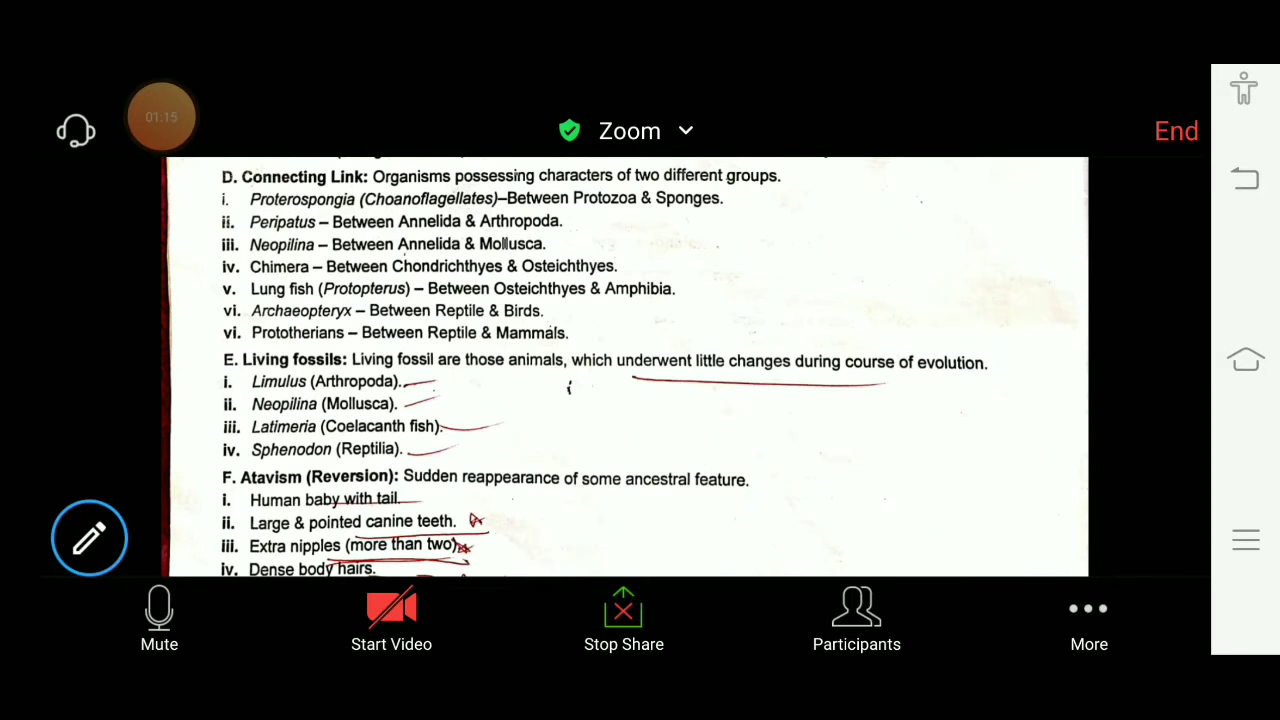 01:15
Zoom
End
D. Connecting Link: Organisms possessing characters of two different groups.
i. Proterospongia (Choanoflagellates)–Between Protozoa & Sponges.
ii. Peripatus – Between Annelida & Arthropoda.
iii. Neopilina – Between Annelida & Mollusca.
iv. Chimera – Between Chondrichthyes & Osteichthyes.
v. Lung fish (Protopterus) – Between Osteichthyes & Amphibia.
vi. Archaeopteryx – Between Reptile & Birds.
vi. Prototherians – Between Reptile & Mammals.
E. Living fossils: Living fossil are those animals, which underwent little changes during course of evolution.
i. Limulus (Arthropoda).
ii. Neopilina (Mollusca).
iii. Latimeria (Coelacanth fish).
iv. Sphenodon (Reptilia).
F. Atavism (Reversion): Sudden reappearance of some ancestral feature.
i. Human baby with tail.
ii. Large & pointed canine teeth.
iii. Extra nipples (more than two)
iv. Dense body hairs.
Mute
Start Video
Stop Share
Participants
More